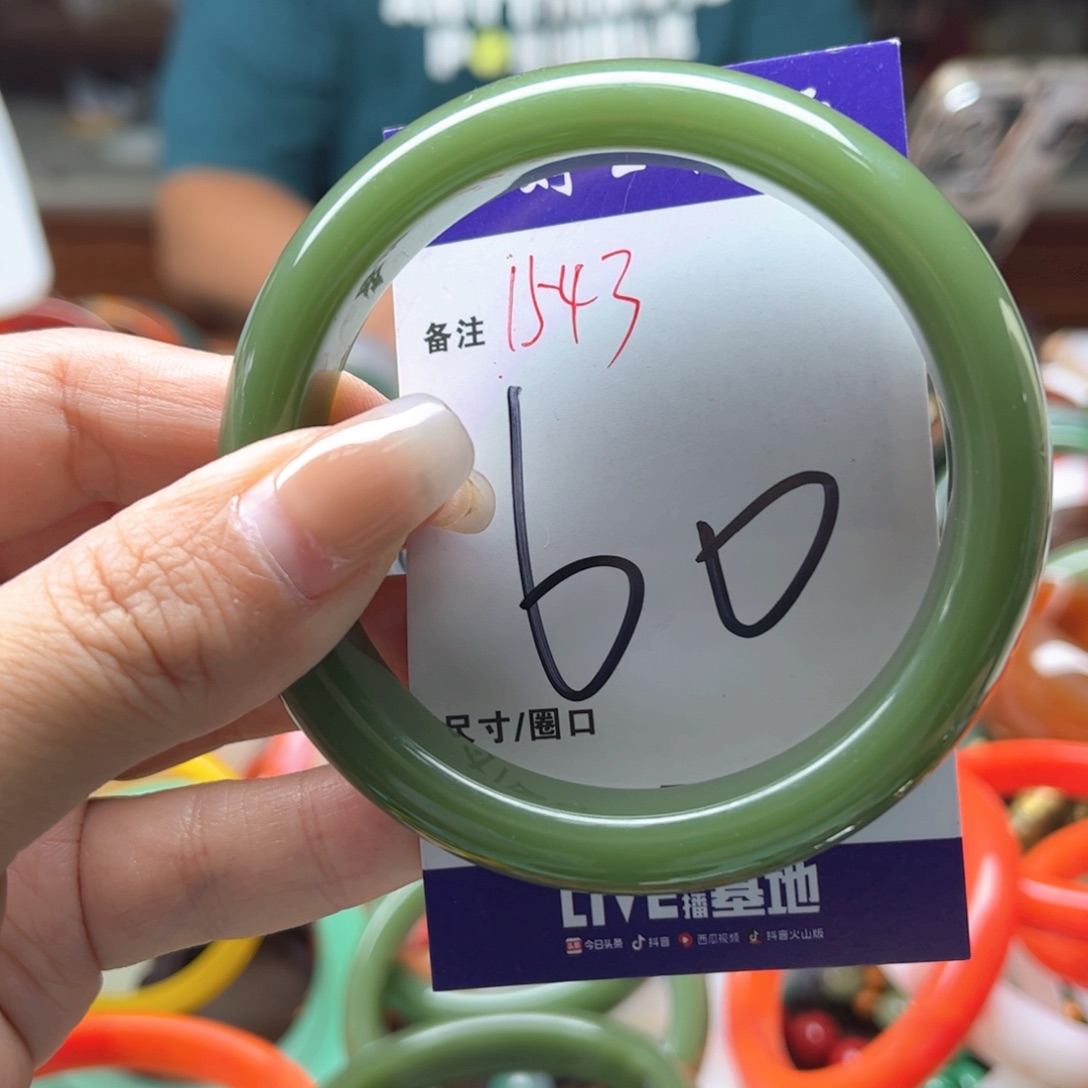 备注 1543
60
尺寸/圈口
LIVE播基地
今日头条 抖音 西瓜视频 抖音火山版